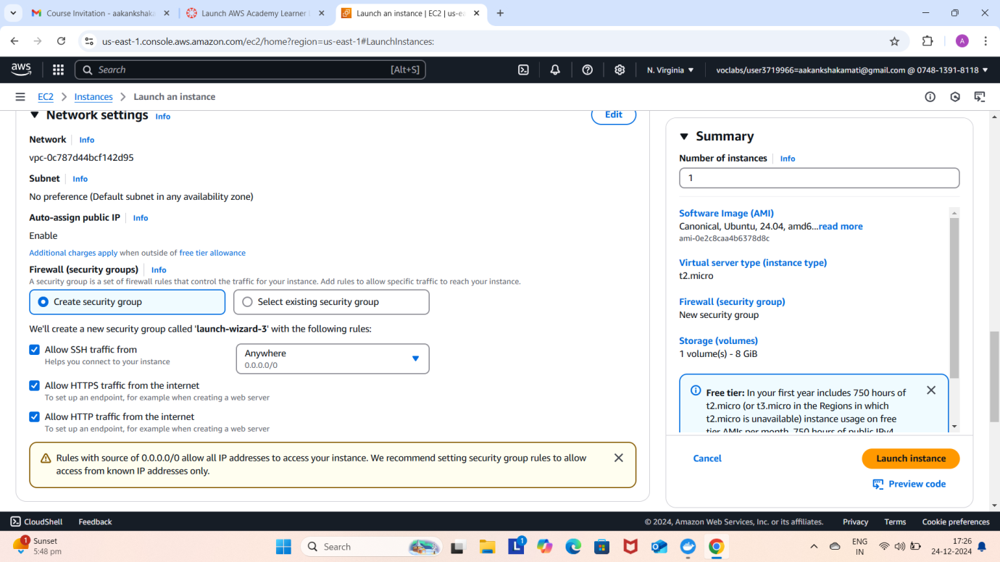 Course Invitation - aakanksha
Launch AWS Academy Learner
Launch an instance | EC2 | us-ea
us-east-1.console.aws.amazon.com/ec2/home?region=us-east-1#LaunchInstances:
A
aws
Search
[Alt+S]
N. Virginia
voclabs/user3719966=aakankshakamati@gmail.com @ 0748-1391-8118
EC2
Instances
Launch an instance
Network settings Info
Edit
Network Info
vpc-0c787d44bcf142d95
Subnet Info
No preference (Default subnet in any availability zone)
Auto-assign public IP Info
Enable
Additional charges apply when outside of free tier allowance
Firewall (security groups) Info
A security group is a set of firewall rules that control the traffic for your instance. Add rules to allow specific traffic to reach your instance.
Create security group
Select existing security group
We'll create a new security group called 'launch-wizard-3' with the following rules:
Allow SSH traffic from
Helps you connect to your instance
Anywhere
0.0.0.0/0
Allow HTTPS traffic from the internet
To set up an endpoint, for example when creating a web server
Allow HTTP traffic from the internet
To set up an endpoint, for example when creating a web server
Rules with source of 0.0.0.0/0 allow all IP addresses to access your instance. We recommend setting security group rules to allow
access from known IP addresses only.
Summary
Number of instances Info
1
Software Image (AMI)
Canonical, Ubuntu, 24.04, amd6...read more
ami-0e2c8caa4b6378d8c
Virtual server type (instance type)
t2.micro
Firewall (security group)
New security group
Storage (volumes)
1 volume(s) - 8 GiB
Free tier: In your first year includes 750 hours of
t2.micro (or t3.micro in the Regions in which
t2.micro is unavailable) instance usage on free
tier AMIs per month, 750 hours of public IPv4
Cancel
Launch instance
Preview code
CloudShell
Feedback
© 2024, Amazon Web Services, Inc. or its affiliates.
Privacy
Terms
Cookie preferences
1
Sunset
5:48 pm
Search
L
1
ENG
IN
17:26
24-12-2024